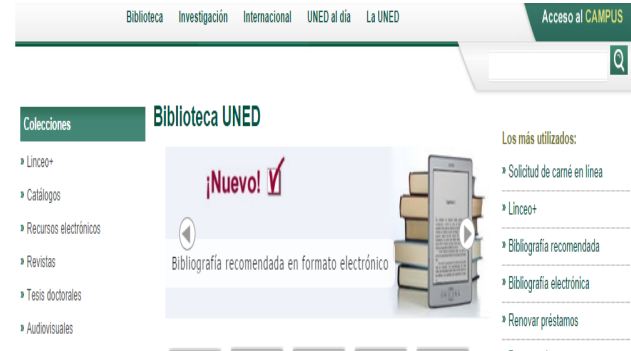 Biblioteca Investigación Internacional UNED al día La UNED
Acceso al CAMPUS
Colecciones
» Linceo+
» Catálogos
» Recursos electrónicos
» Revistas
» Tesis doctorales
» Audiovisuales
Biblioteca UNED
¡Nuevo!
Bibliografía recomendada en formato electrónico
Los más utilizados:
» Solicitud de carné en línea
» Linceo+
» Bibliografía recomendada
» Bibliografía electrónica
» Renovar préstamos